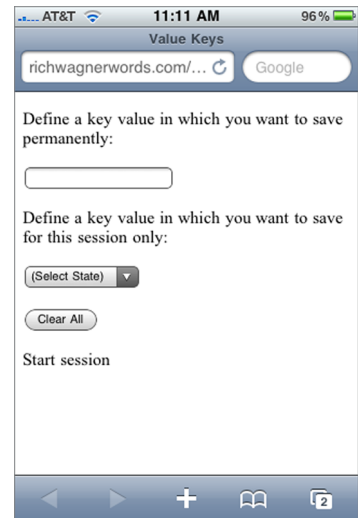 AT&T 11:11 AM 96%
Value Keys
richwagnerwords.com/... Google
Define a key value in which you want to save
permanently:
Define a key value in which you want to save
for this session only:
(Select State)
Clear All
Start session
2